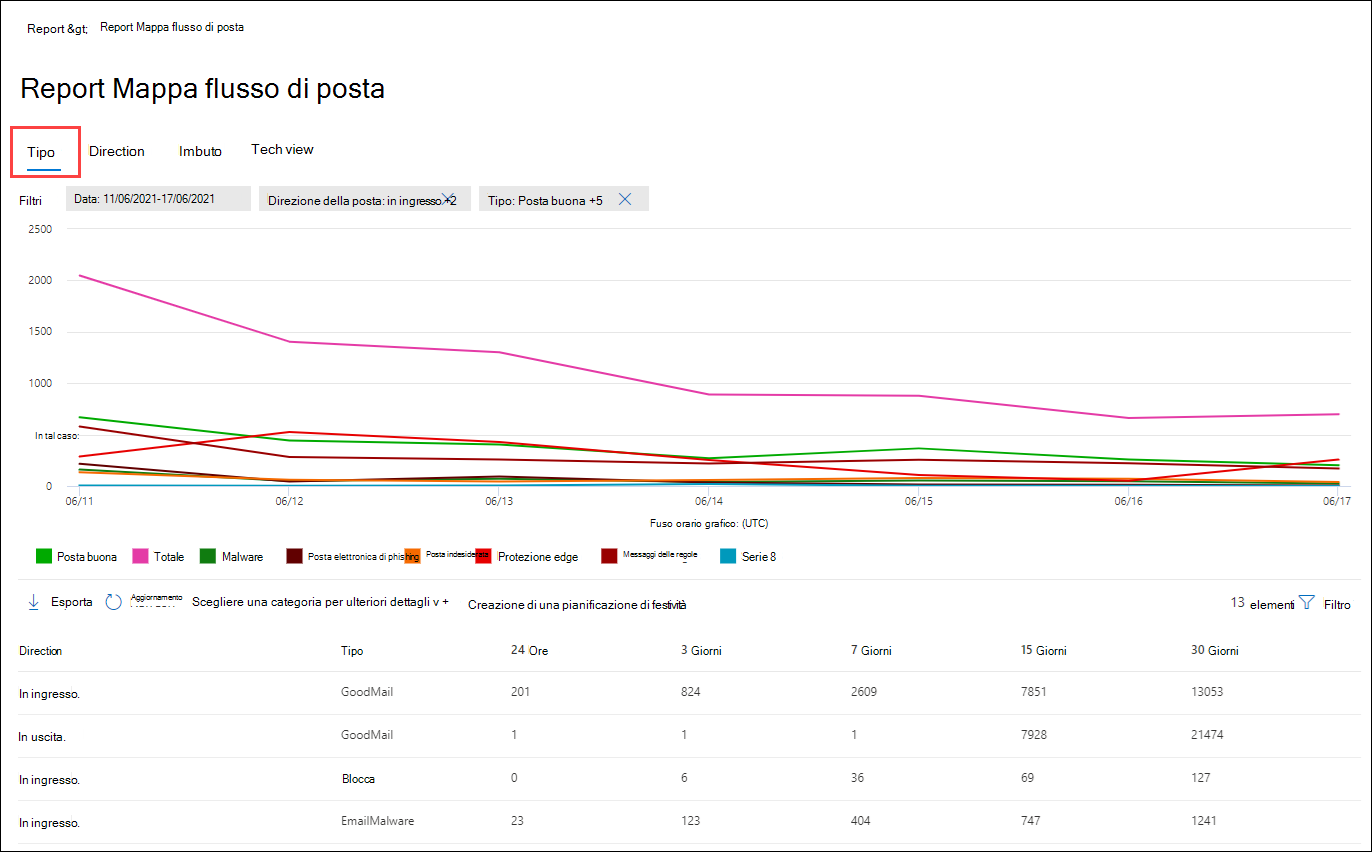 Report &gt; Report Mappa flusso di posta
Report Mappa flusso di posta
Tipo Direction Imbuto Tech view
Filtri Data: 11/06/2021-17/06/2021 Direzione della posta: in ingresso +2 Tipo: Posta buona +5
2500
2000
1500
1000
In tal caso:
0
06/11 06/12 06/13 06/14 06/15 06/16 06/17
Fuso orario grafico: (UTC)
Posta buona Totale Malware Posta elettronica di phishing Posta indesiderata Protezione edge Messaggi delle regole Serie 8
Esporta Aggiornamento Scegliere una categoria per ulteriori dettagli v + Creazione di una pianificazione di festività 13 elementi Filtro
Direction Tipo 24 Ore 3 Giorni 7 Giorni 15 Giorni 30 Giorni
In ingresso. GoodMail 201 824 2609 7851 13053
In uscita. GoodMail 1 1 1 7928 21474
In ingresso. Blocca 0 6 36 69 127
In ingresso. EmailMalware 23 123 404 747 1241